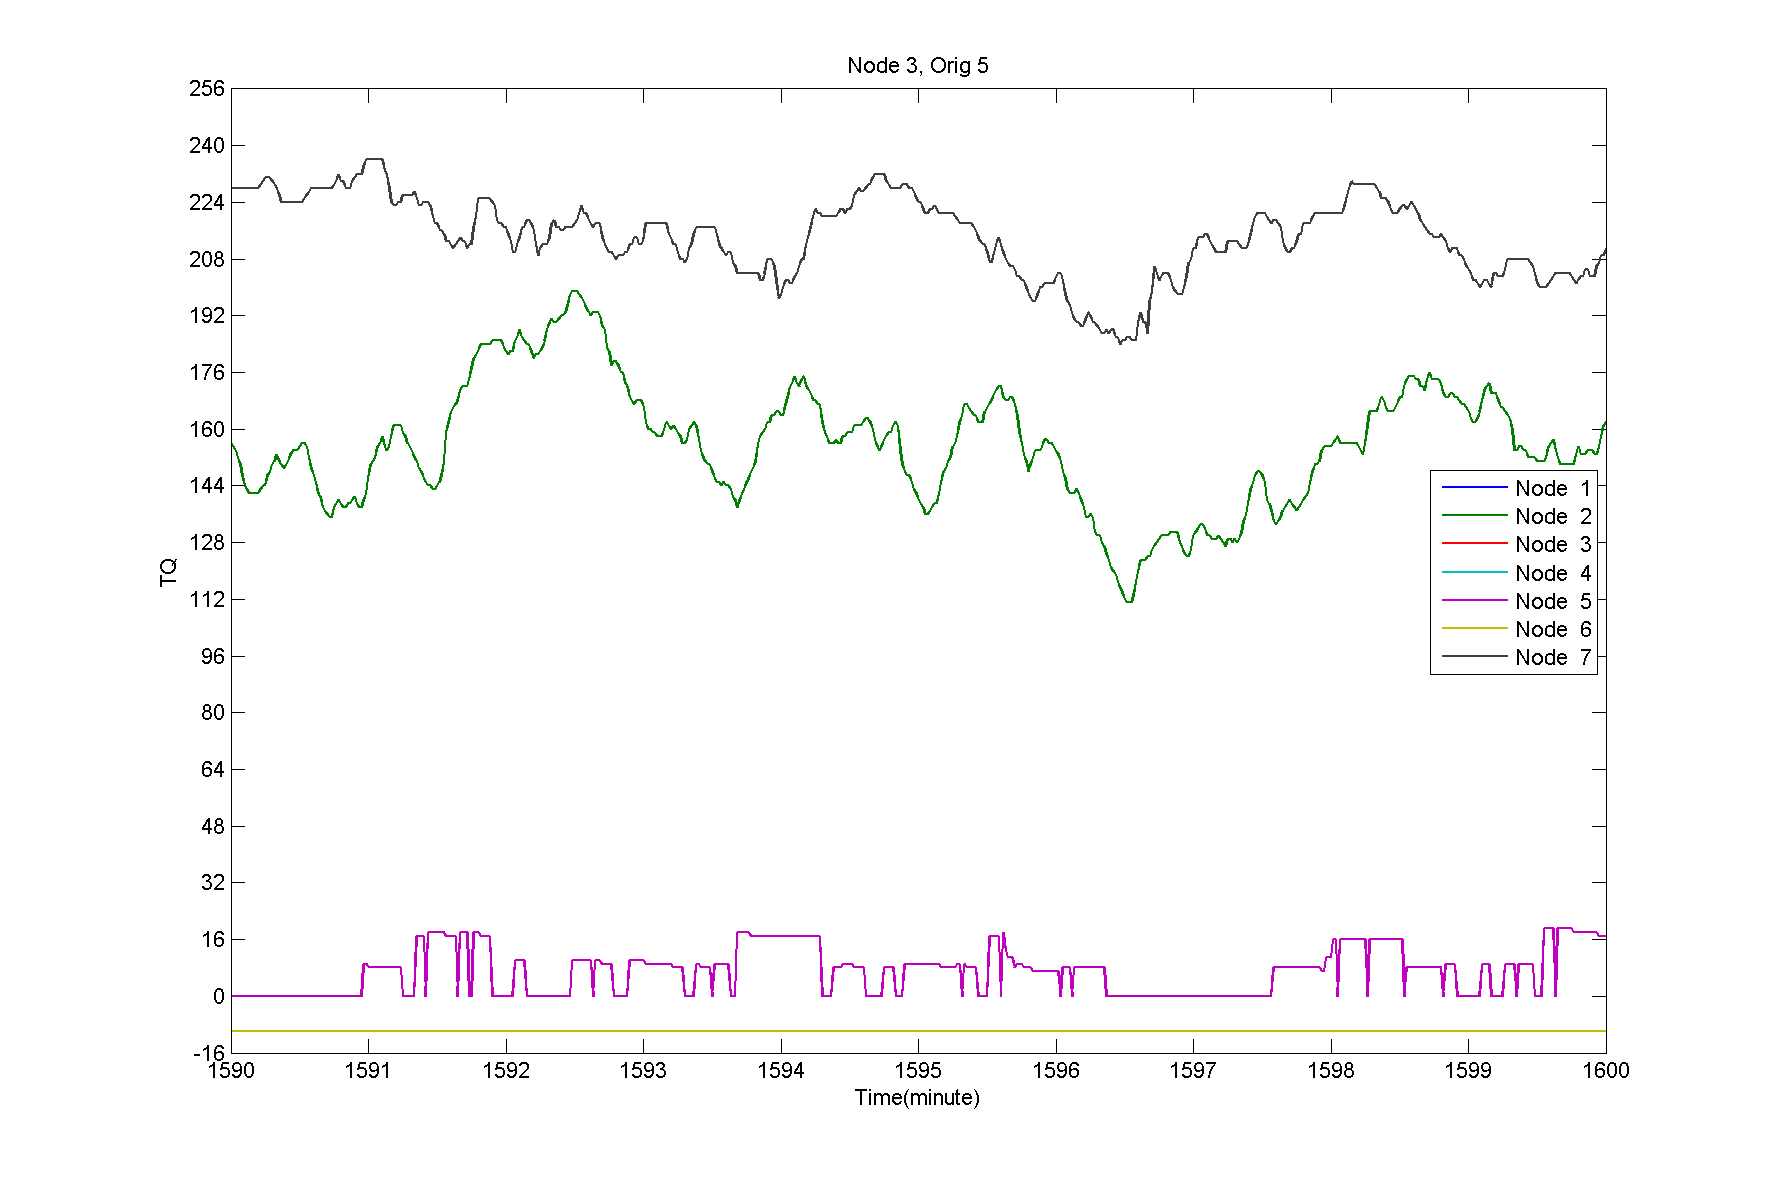 Node 3, Orig 5
256
240
224
208
192
176
160
144
128
112
96
80
64
48
32
16
0
-16
TQ
Node 1
Node 2
Node 3
Node 4
Node 5
Node 6
Node 7
1590 1591 1592 1593 1594 1595 1596 1597 1598 1599 1600
Time(minute)